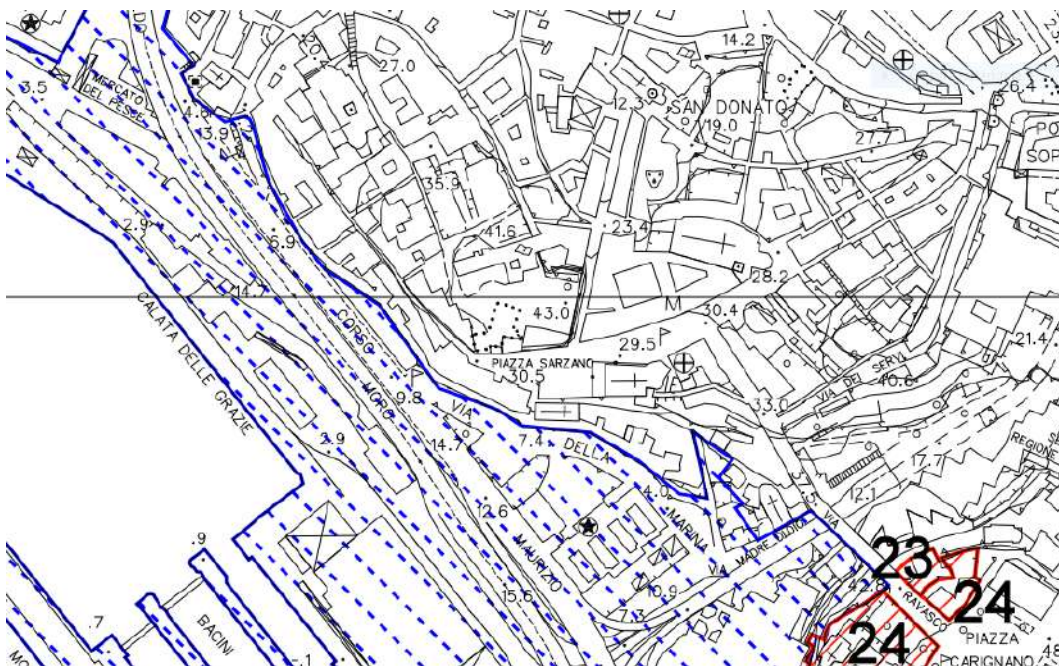 14.2
27.0
26.4
3.5
MERCATO
DEL PESCE
12.3
SAN DONATO
19.0
4.6
3.9
27.7
PO
SOP
35.9
2.9
41.6
23.4
5.9
28.2
14.7
43.0
M
30.4
CALATA DELLE GRAZIE
CORSO
29.5
21.4
PIAZZA SARZANO
30.5
MORO
9.8
VIA
VIA DEI SERVI
40.6
33.0
2.9
14.7
7.4
DELLA
REGIONE
17.7
4.0
12.1
12.6
MARINA
VIA
.9
MAURIZIO
VIA MADRE DI DIO
23
15.6
10.9
42.8
RAVASCO
24
7.3
.7
BACINI
24
PIAZZA
CARIGNANO
MO
.1